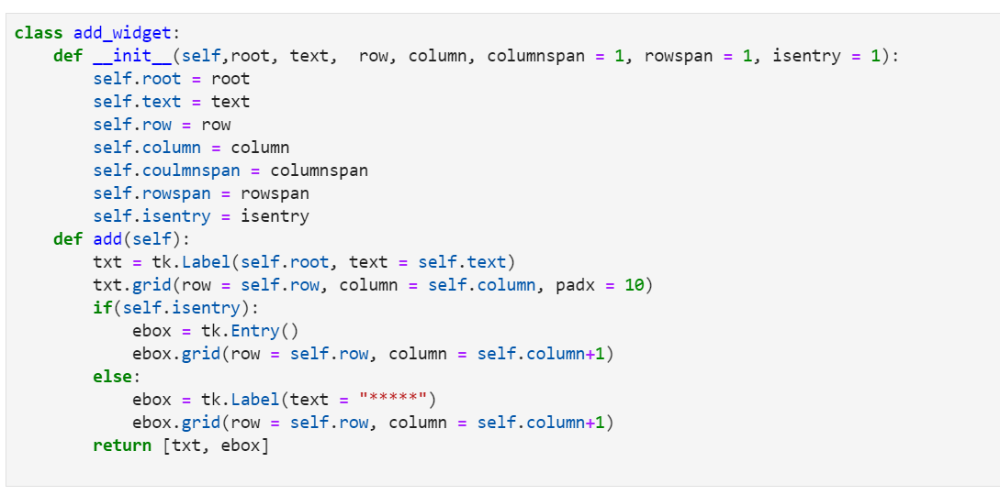 class add_widget:
    def __init__(self,root, text,  row, column, columnspan = 1, rowspan = 1, isentry = 1):
        self.root = root
        self.text = text
        self.row = row
        self.column = column
        self.coulmnspan = columnspan
        self.rowspan = rowspan
        self.isentry = isentry
    def add(self):
        txt = tk.Label(self.root, text = self.text)
        txt.grid(row = self.row, column = self.column, padx = 10)
        if(self.isentry):
            ebox = tk.Entry()
            ebox.grid(row = self.row, column = self.column+1)
        else:
            ebox = tk.Label(text = "*****")
            ebox.grid(row = self.row, column = self.column+1)
        return [txt, ebox]